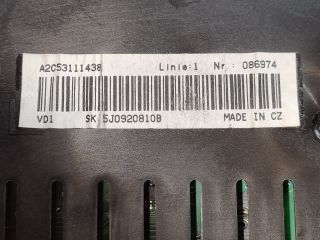 A2C53111438 Linie:1 Nr.: 086974
VD1 SK.5J0920810B MADE IN CZ